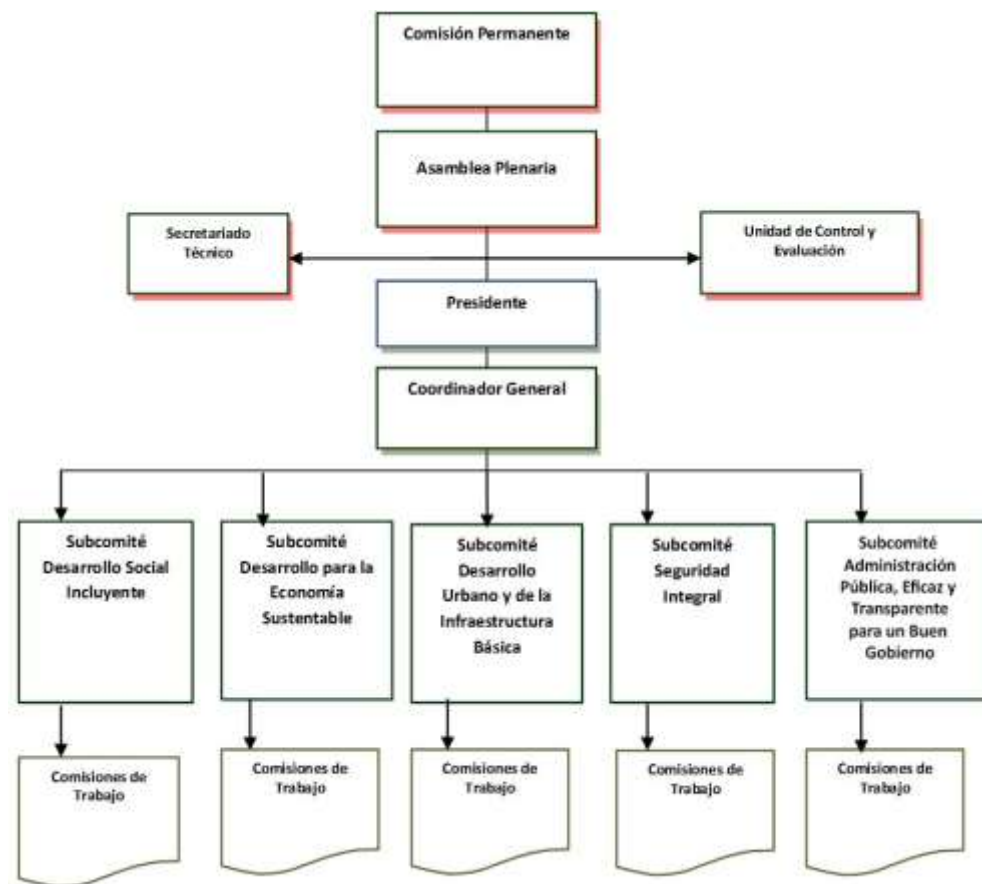 Comisión Permanente
Asamblea Plenaria
Secretariado
Técnico
Unidad de Control y
Evaluación
Presidente
Coordinador General
Subcomité
Desarrollo Social
Incluyente
Subcomité
Desarrollo para la
Economía
Sustentable
Subcomité
Desarrollo
Urbano y de la
Infraestructura
Básica
Subcomité
Seguridad
Integral
Subcomité
Administración
Pública, Eficaz y
Transparente
para un Buen
Gobierno
Comisiones de
Trabajo
Comisiones de
Trabajo
Comisiones de
Trabajo
Comisiones de
Trabajo
Comisiones de
Trabajo